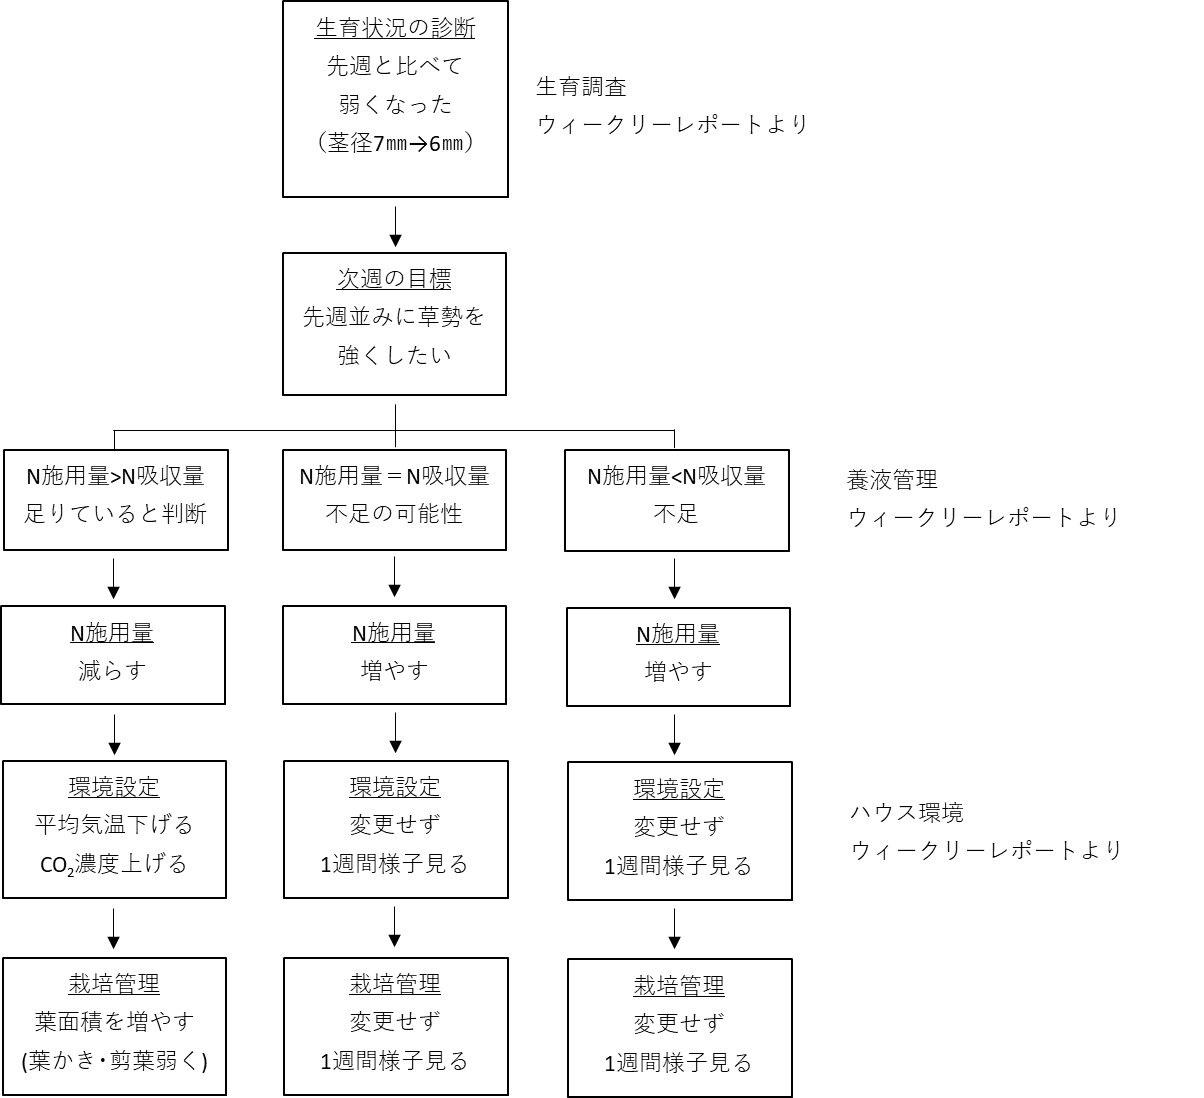 生育状況の診断
先週と比べて
弱くなった
（茎径7㎜→6㎜）
生育調査
ウィークリーレポートより
次週の目標
先週並みに草勢を
強くしたい
N施用量>N吸収量
足りていると判断
N施用量＝N吸収量
不足の可能性
N施用量<N吸収量
不足
養液管理
ウィークリーレポートより
N施用量
減らす
N施用量
増やす
N施用量
増やす
環境設定
平均気温下げる
CO₂濃度上げる
環境設定
変更せず
1週間様子見る
環境設定
変更せず
1週間様子見る
ハウス環境
ウィークリーレポートより
栽培管理
葉面積を増やす
(葉かき･剪葉弱く)
栽培管理
変更せず
1週間様子見る
栽培管理
変更せず
1週間様子見る